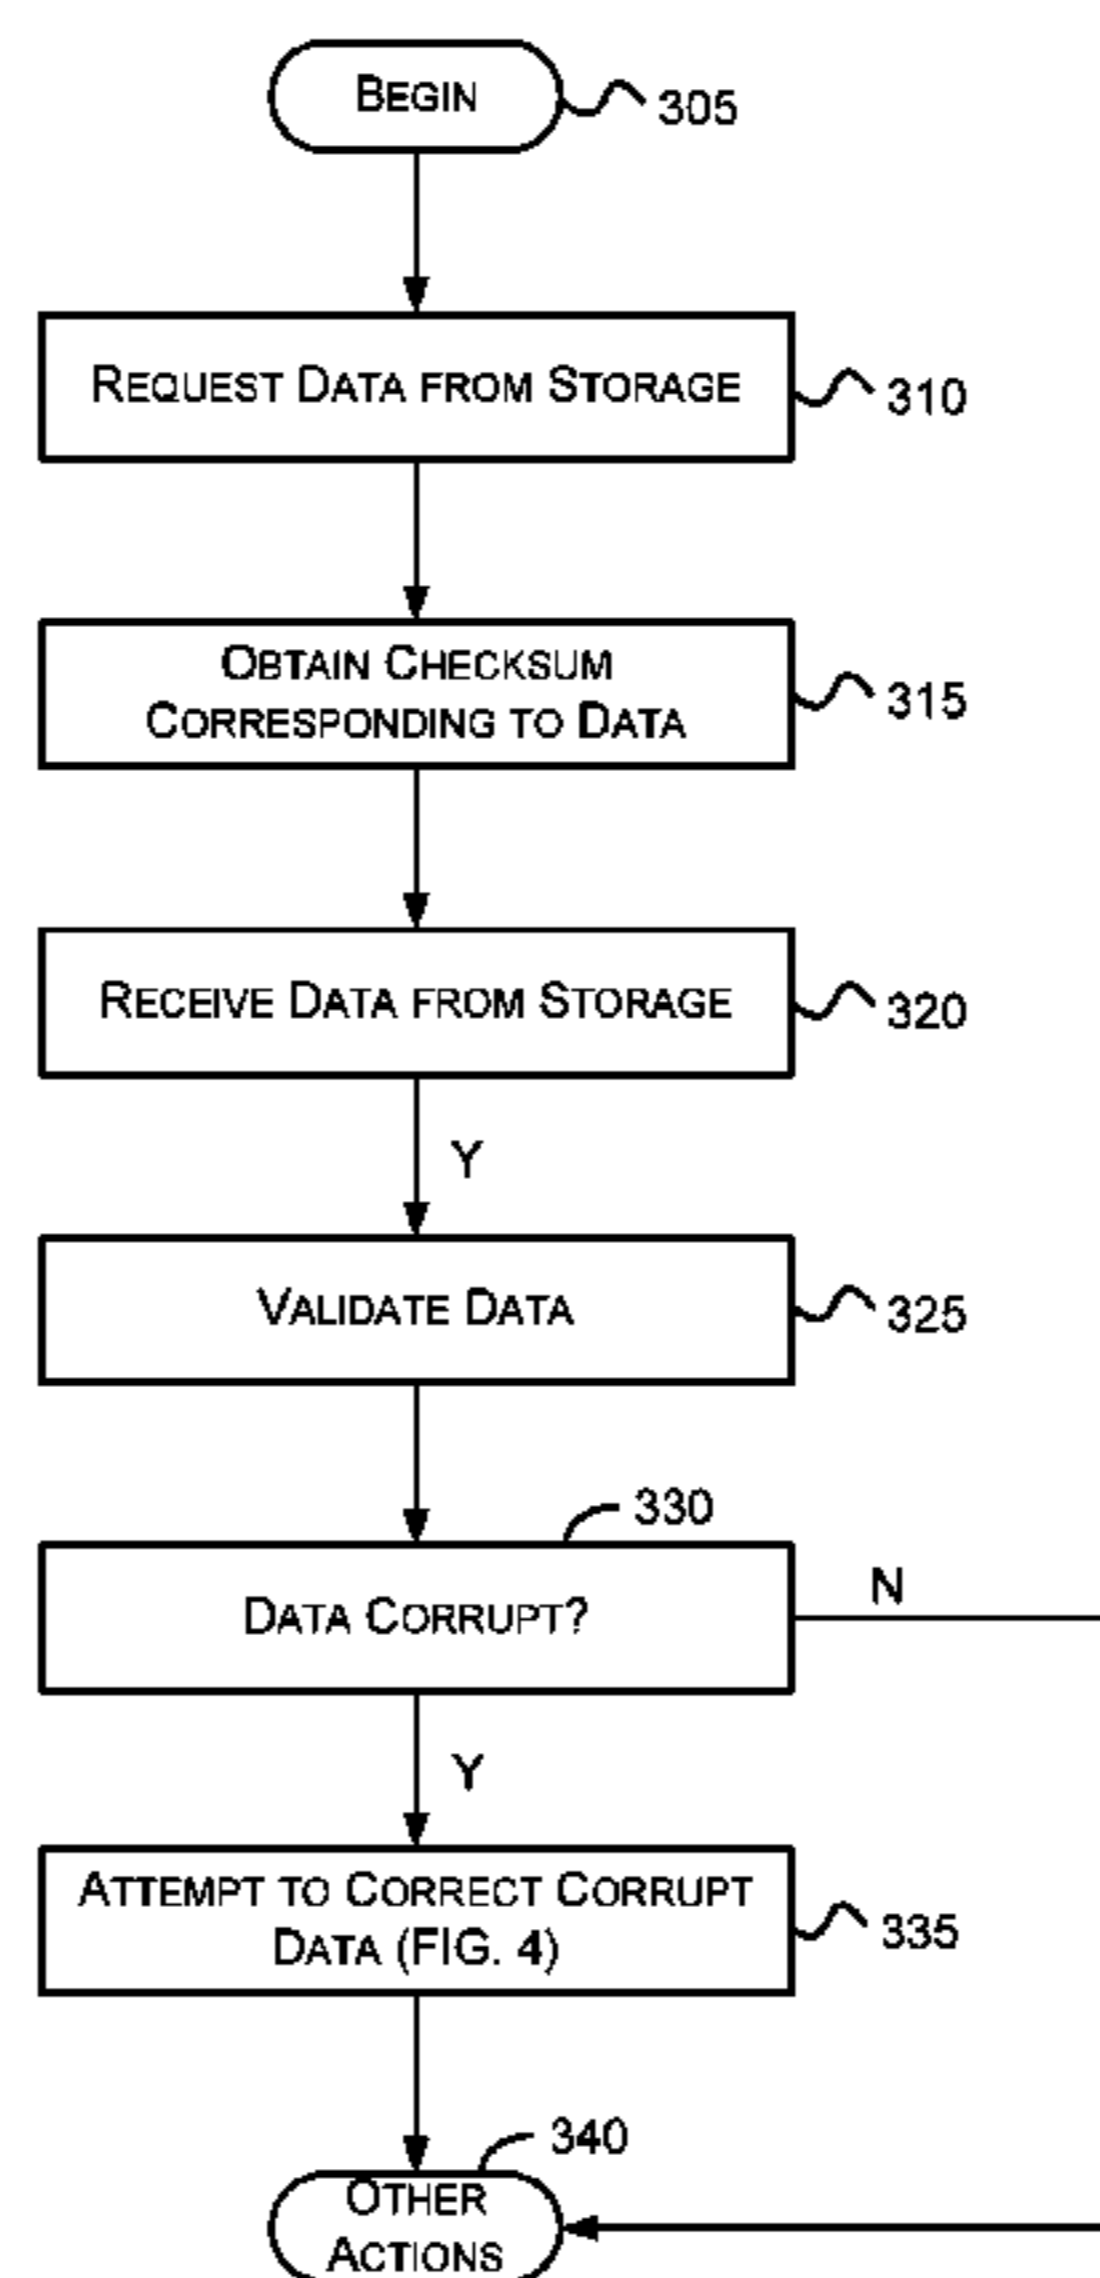 BEGIN
305
REQUEST DATA FROM STORAGE
310
OBTAIN CHECKSUM
CORRESPONDING TO DATA
315
RECEIVE DATA FROM STORAGE
320
Y
VALIDATE DATA
325
330
DATA CORRUPT?
N
Y
ATTEMPT TO CORRECT CORRUPT
DATA (FIG. 4)
335
340
OTHER
ACTIONS